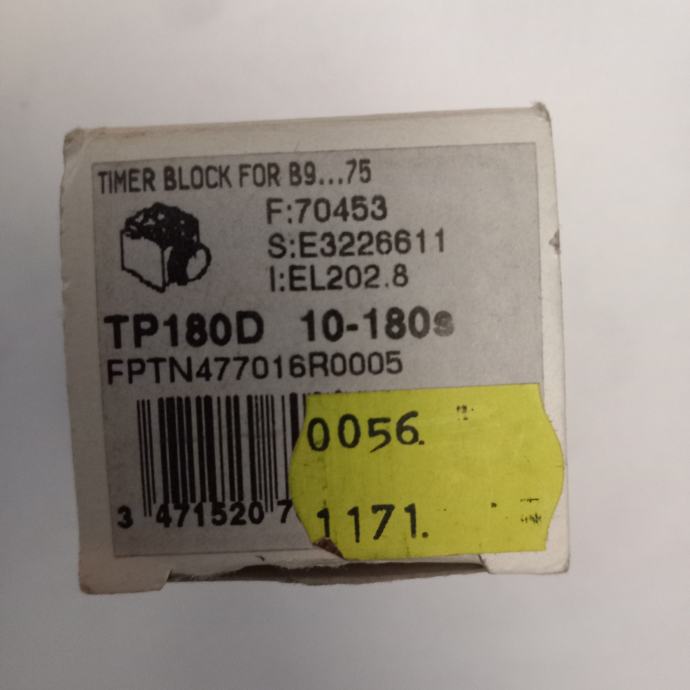 TIMER BLOCK FOR B9...75
F:70453
S:E3226611
I:EL202.8
TP180D 10-180s
FPTN477016R0005
0056.
3 471520 7
1171.